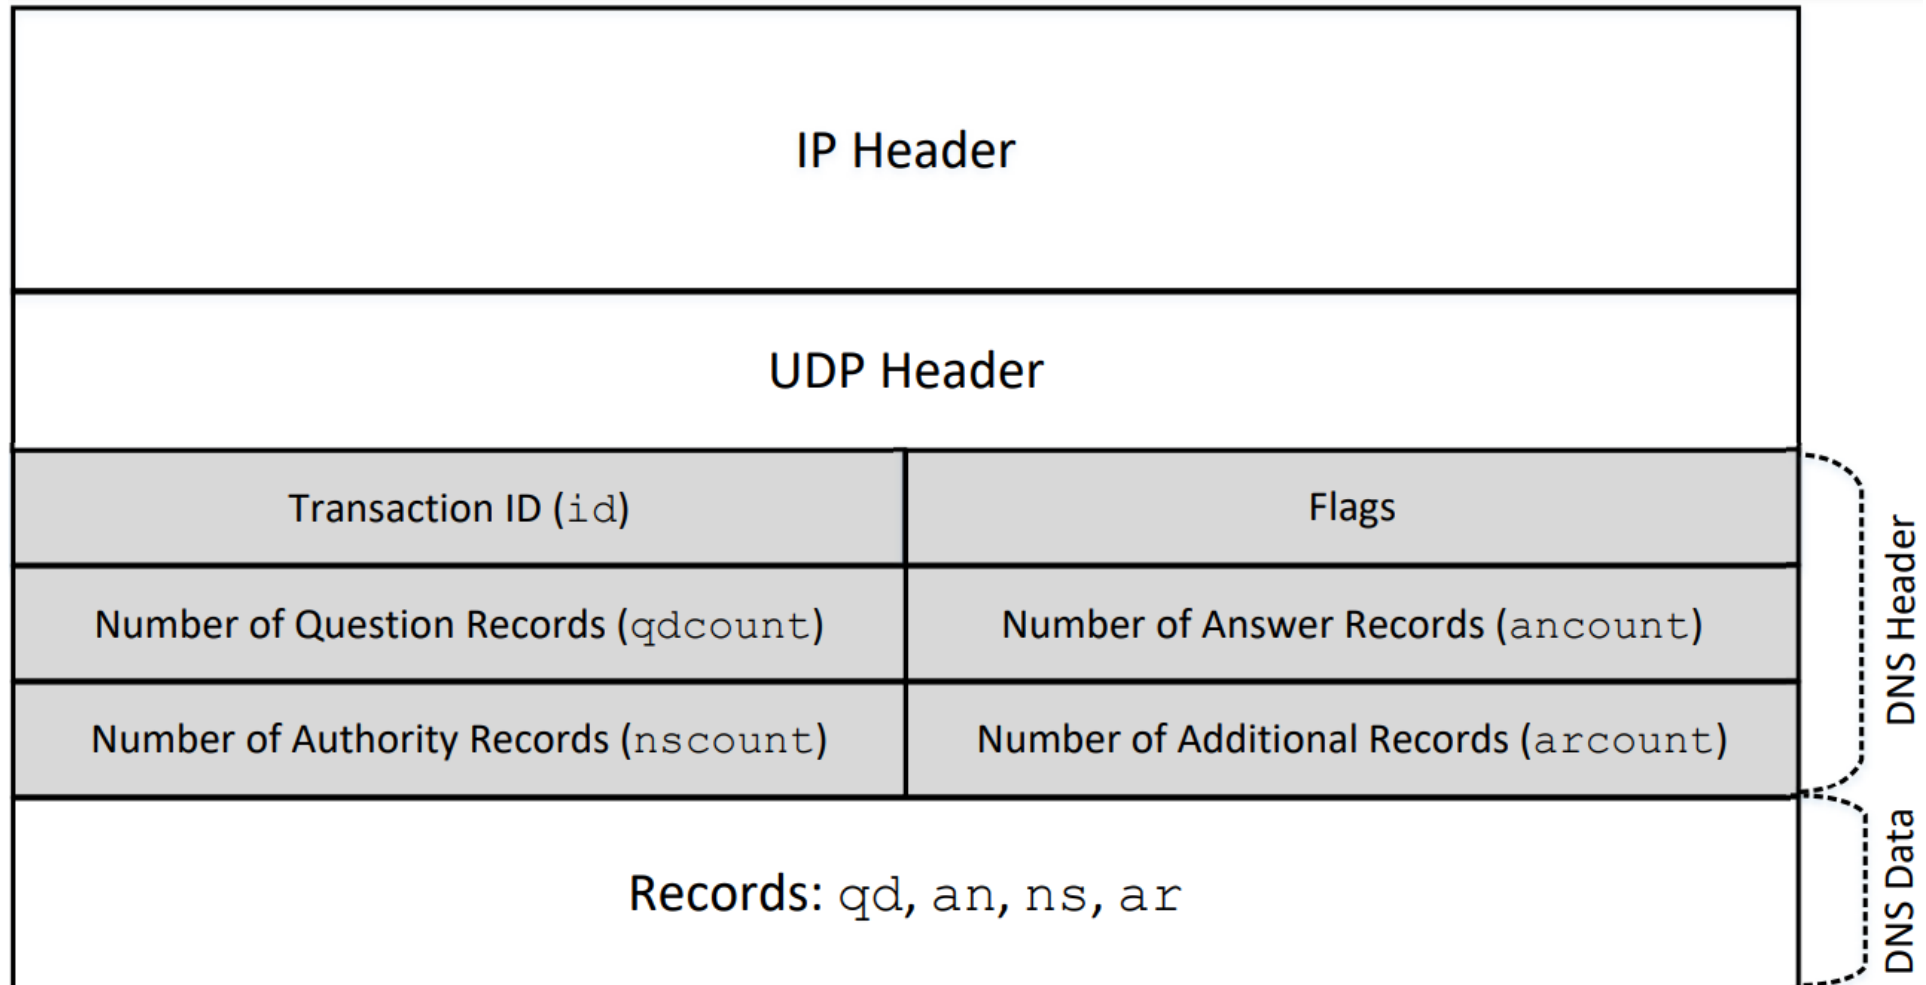 IP Header
UDP Header
Transaction ID (id)
Flags
Number of Question Records (qdcount)
Number of Answer Records (ancount)
Number of Authority Records (nscount)
Number of Additional Records (arcount)
DNS Header
Records: qd, an, ns, ar
DNS Data